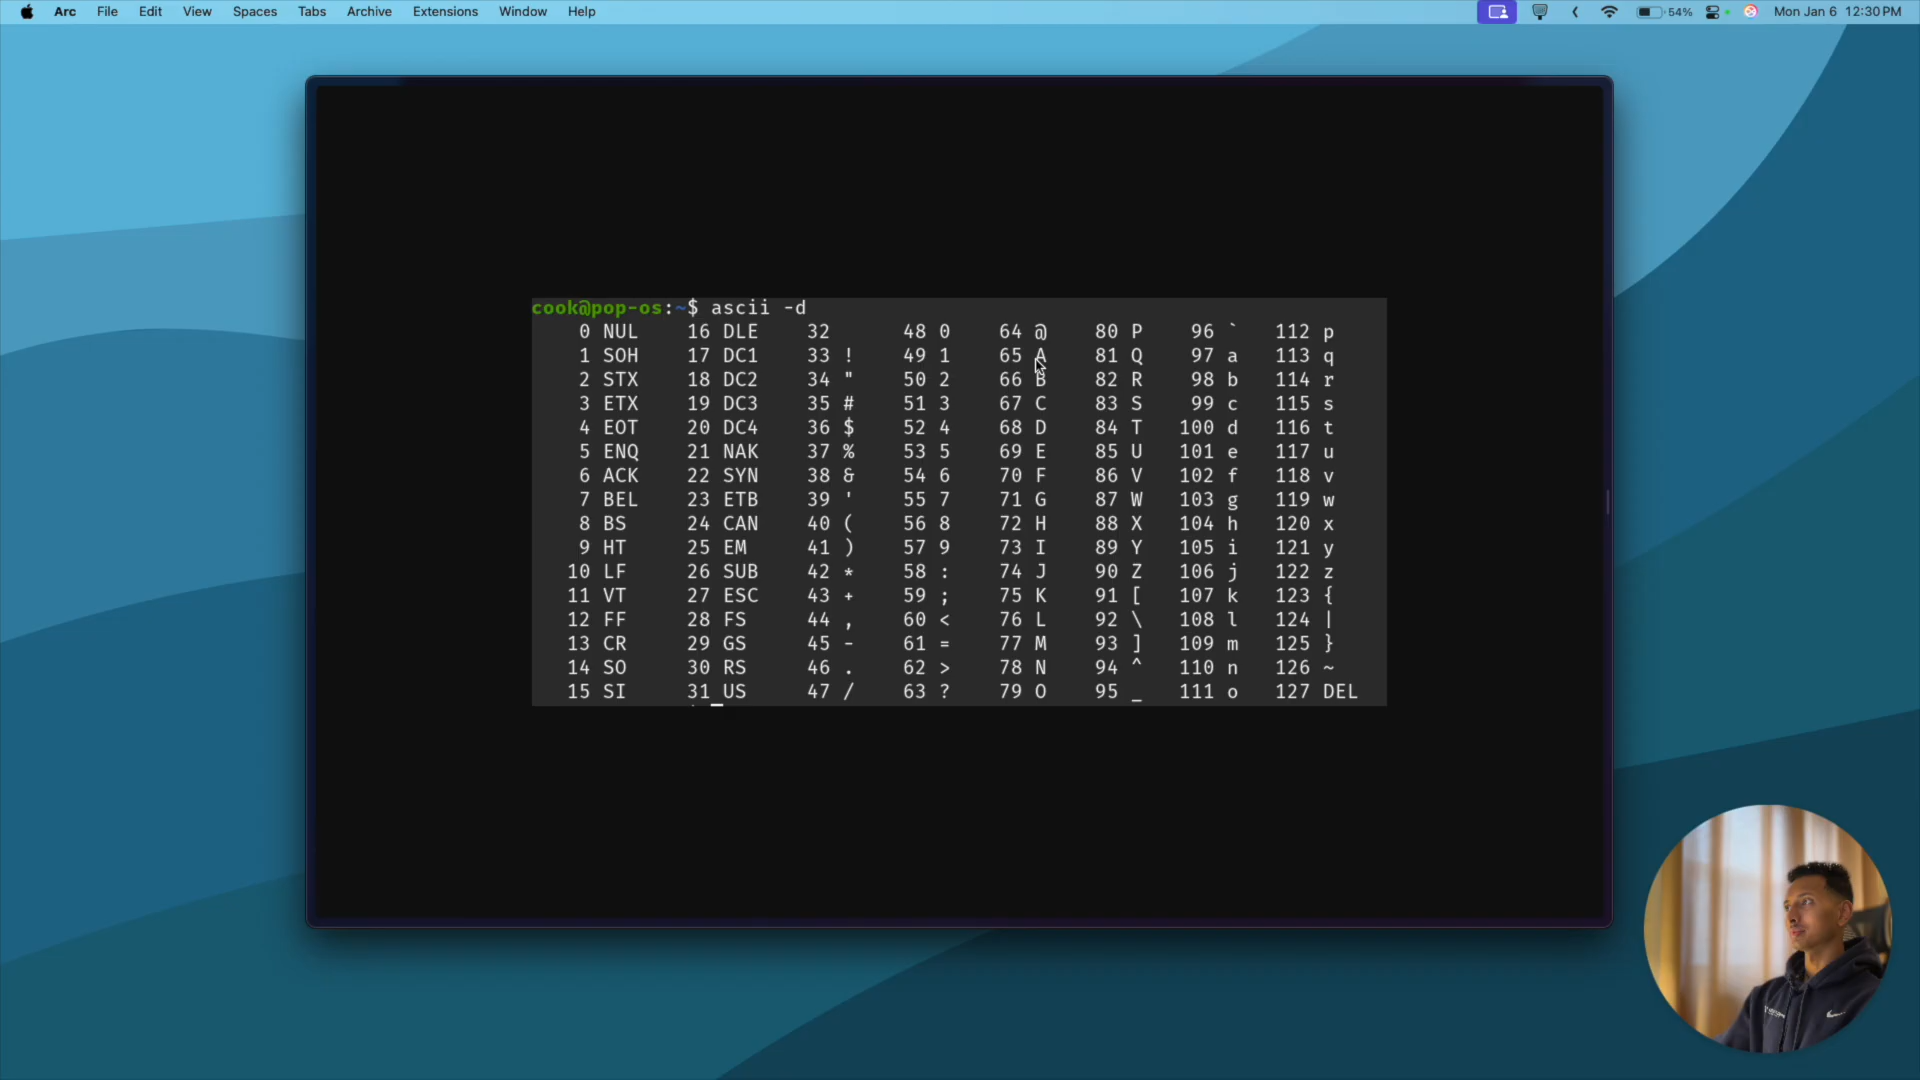 Arc File Edit View Spaces Tabs Archive Extensions Window Help 54% Mon Jan 6 12:30 PM
cook@pop-os:~$ ascii -d
0 NUL 16 DLE 32 48 0 64 @ 80 P 96 ` 112 p
1 SOH 17 DC1 33 ! 49 1 65 A 81 Q 97 a 113 q
2 STX 18 DC2 34 " 50 2 66 B 82 R 98 b 114 r
3 ETX 19 DC3 35 # 51 3 67 C 83 S 99 c 115 s
4 EOT 20 DC4 36 $ 52 4 68 D 84 T 100 d 116 t
5 ENQ 21 NAK 37 % 53 5 69 E 85 U 101 e 117 u
6 ACK 22 SYN 38 & 54 6 70 F 86 V 102 f 118 v
7 BEL 23 ETB 39 ' 55 7 71 G 87 W 103 g 119 w
8 BS 24 CAN 40 ( 56 8 72 H 88 X 104 h 120 x
9 HT 25 EM 41 ) 57 9 73 I 89 Y 105 i 121 y
10 LF 26 SUB 42 * 58 : 74 J 90 Z 106 j 122 z
11 VT 27 ESC 43 + 59 ; 75 K 91 [ 107 k 123 {
12 FF 28 FS 44 , 60 < 76 L 92 \ 108 l 124 |
13 CR 29 GS 45 - 61 = 77 M 93 ] 109 m 125 }
14 SO 30 RS 46 . 62 > 78 N 94 ^ 110 n 126 ~
15 SI 31 US 47 / 63 ? 79 O 95 _ 111 o 127 DEL